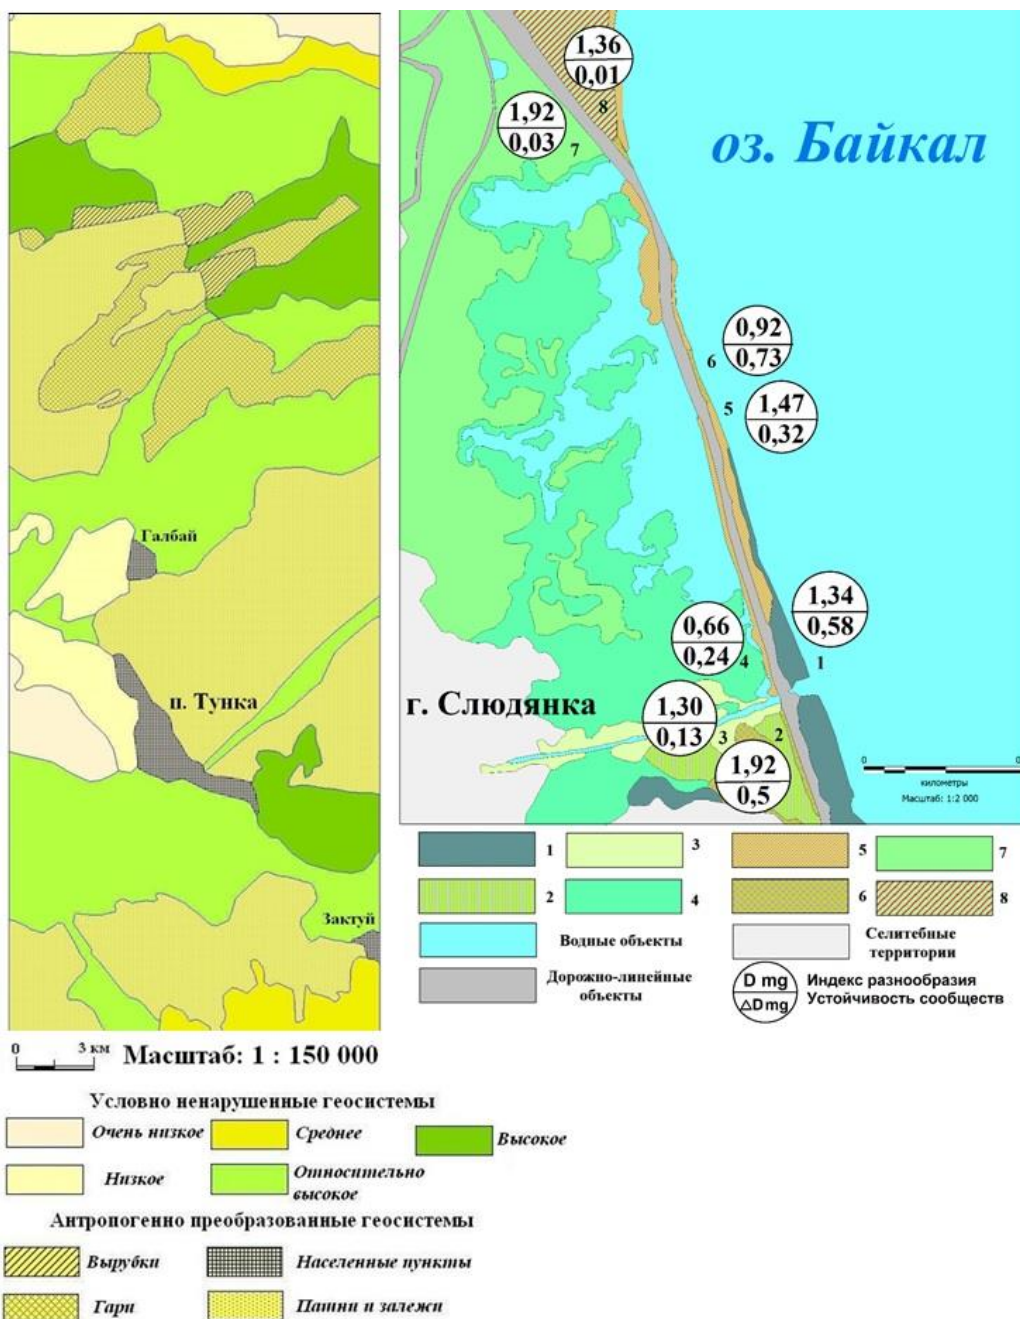 Галбай
п. Тунка
Зактуй
0 3 км Масштаб: 1 : 150 000
Условно ненарушенные геосистемы
Очень низкое
Среднее
Высокое
Низкое
Относительно
высокое
Антропогенно преобразованные геосистемы
Вырубки
Населенные пункты
Гари
Пашни и залежи
оз. Байкал
1,36
0,01
8
1,92
0,03
7
0,92
0,73
6
5
1,47
0,32
1,34
0,58
1
0,66
0,24
4
г. Слюдянка
1,30
0,13
3
2
1,92
0,5
0
километры
Масштаб: 1:2 000
1
3
5
7
2
4
6
8
Водные объекты
Селитебные
территории
Дорожно-линейные
объекты
D mg
△Dmg
Индекс разнообразия
Устойчивость сообществ